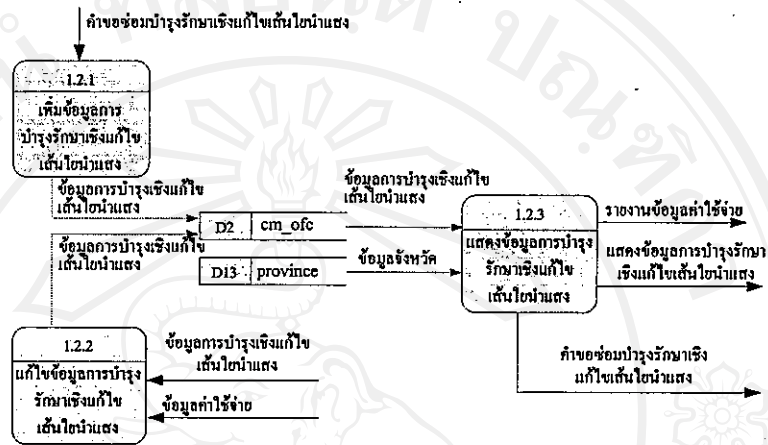 คำขอซ่อมบำรุงรักษาเชิงแก้ไขเส้นใยนำแสง
1.2.1
เพิ่มข้อมูลการ
บำรุงรักษาเชิงแก้ไข
เส้นใยนำแสง
ข้อมูลการบำรุงเชิงแก้ไข
เส้นใยนำแสง
ข้อมูลการบำรุงเชิงแก้ไข
เส้นใยนำแสง
D2 cm_ofc
D13 province
ข้อมูลการบำรุงเชิงแก้ไข
เส้นใยนำแสง
ข้อมูลจังหวัด
1.2.3
แสดงข้อมูลการบำรุง
รักษาเชิงแก้ไข
เส้นใยนำแสง
รายงานข้อมูลค่าใช้จ่าย
แสดงข้อมูลการบำรุงรักษา
เชิงแก้ไขเส้นใยนำแสง
คำขอซ่อมบำรุงรักษาเชิง
แก้ไขเส้นใยนำแสง
1.2.2
แก้ไขข้อมูลการบำรุง
รักษาเชิงแก้ไข
เส้นใยนำแสง
ข้อมูลการบำรุงเชิงแก้ไข
เส้นใยนำแสง
ข้อมูลค่าใช้จ่าย